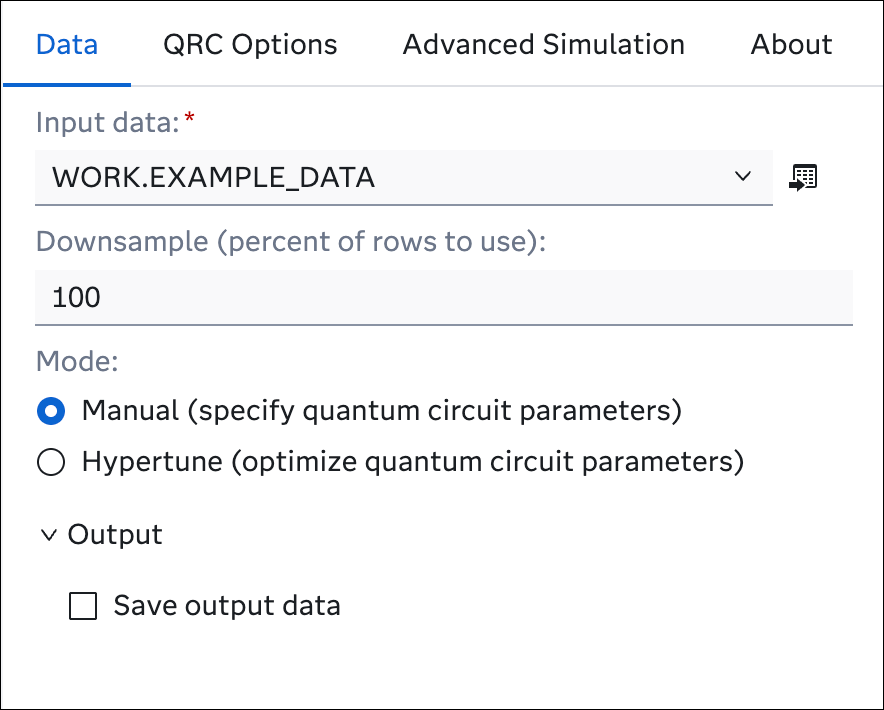 Data QRC Options Advanced Simulation About
Input data:*
WORK.EXAMPLE_DATA
Downsample (percent of rows to use):
100
Mode:
Manual (specify quantum circuit parameters)
Hypertune (optimize quantum circuit parameters)
Output
Save output data